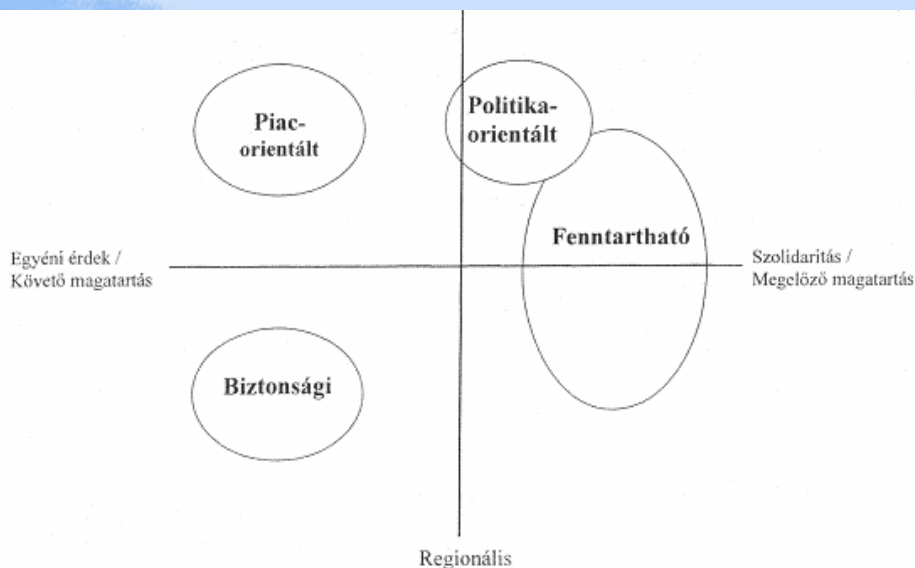 Piac-
orientált
Politika-
orientált
Fenntartható
Egyéni érdek /
Követő magatartás
Szolidaritás /
Megelőző magatartás
Biztonsági
Regionális